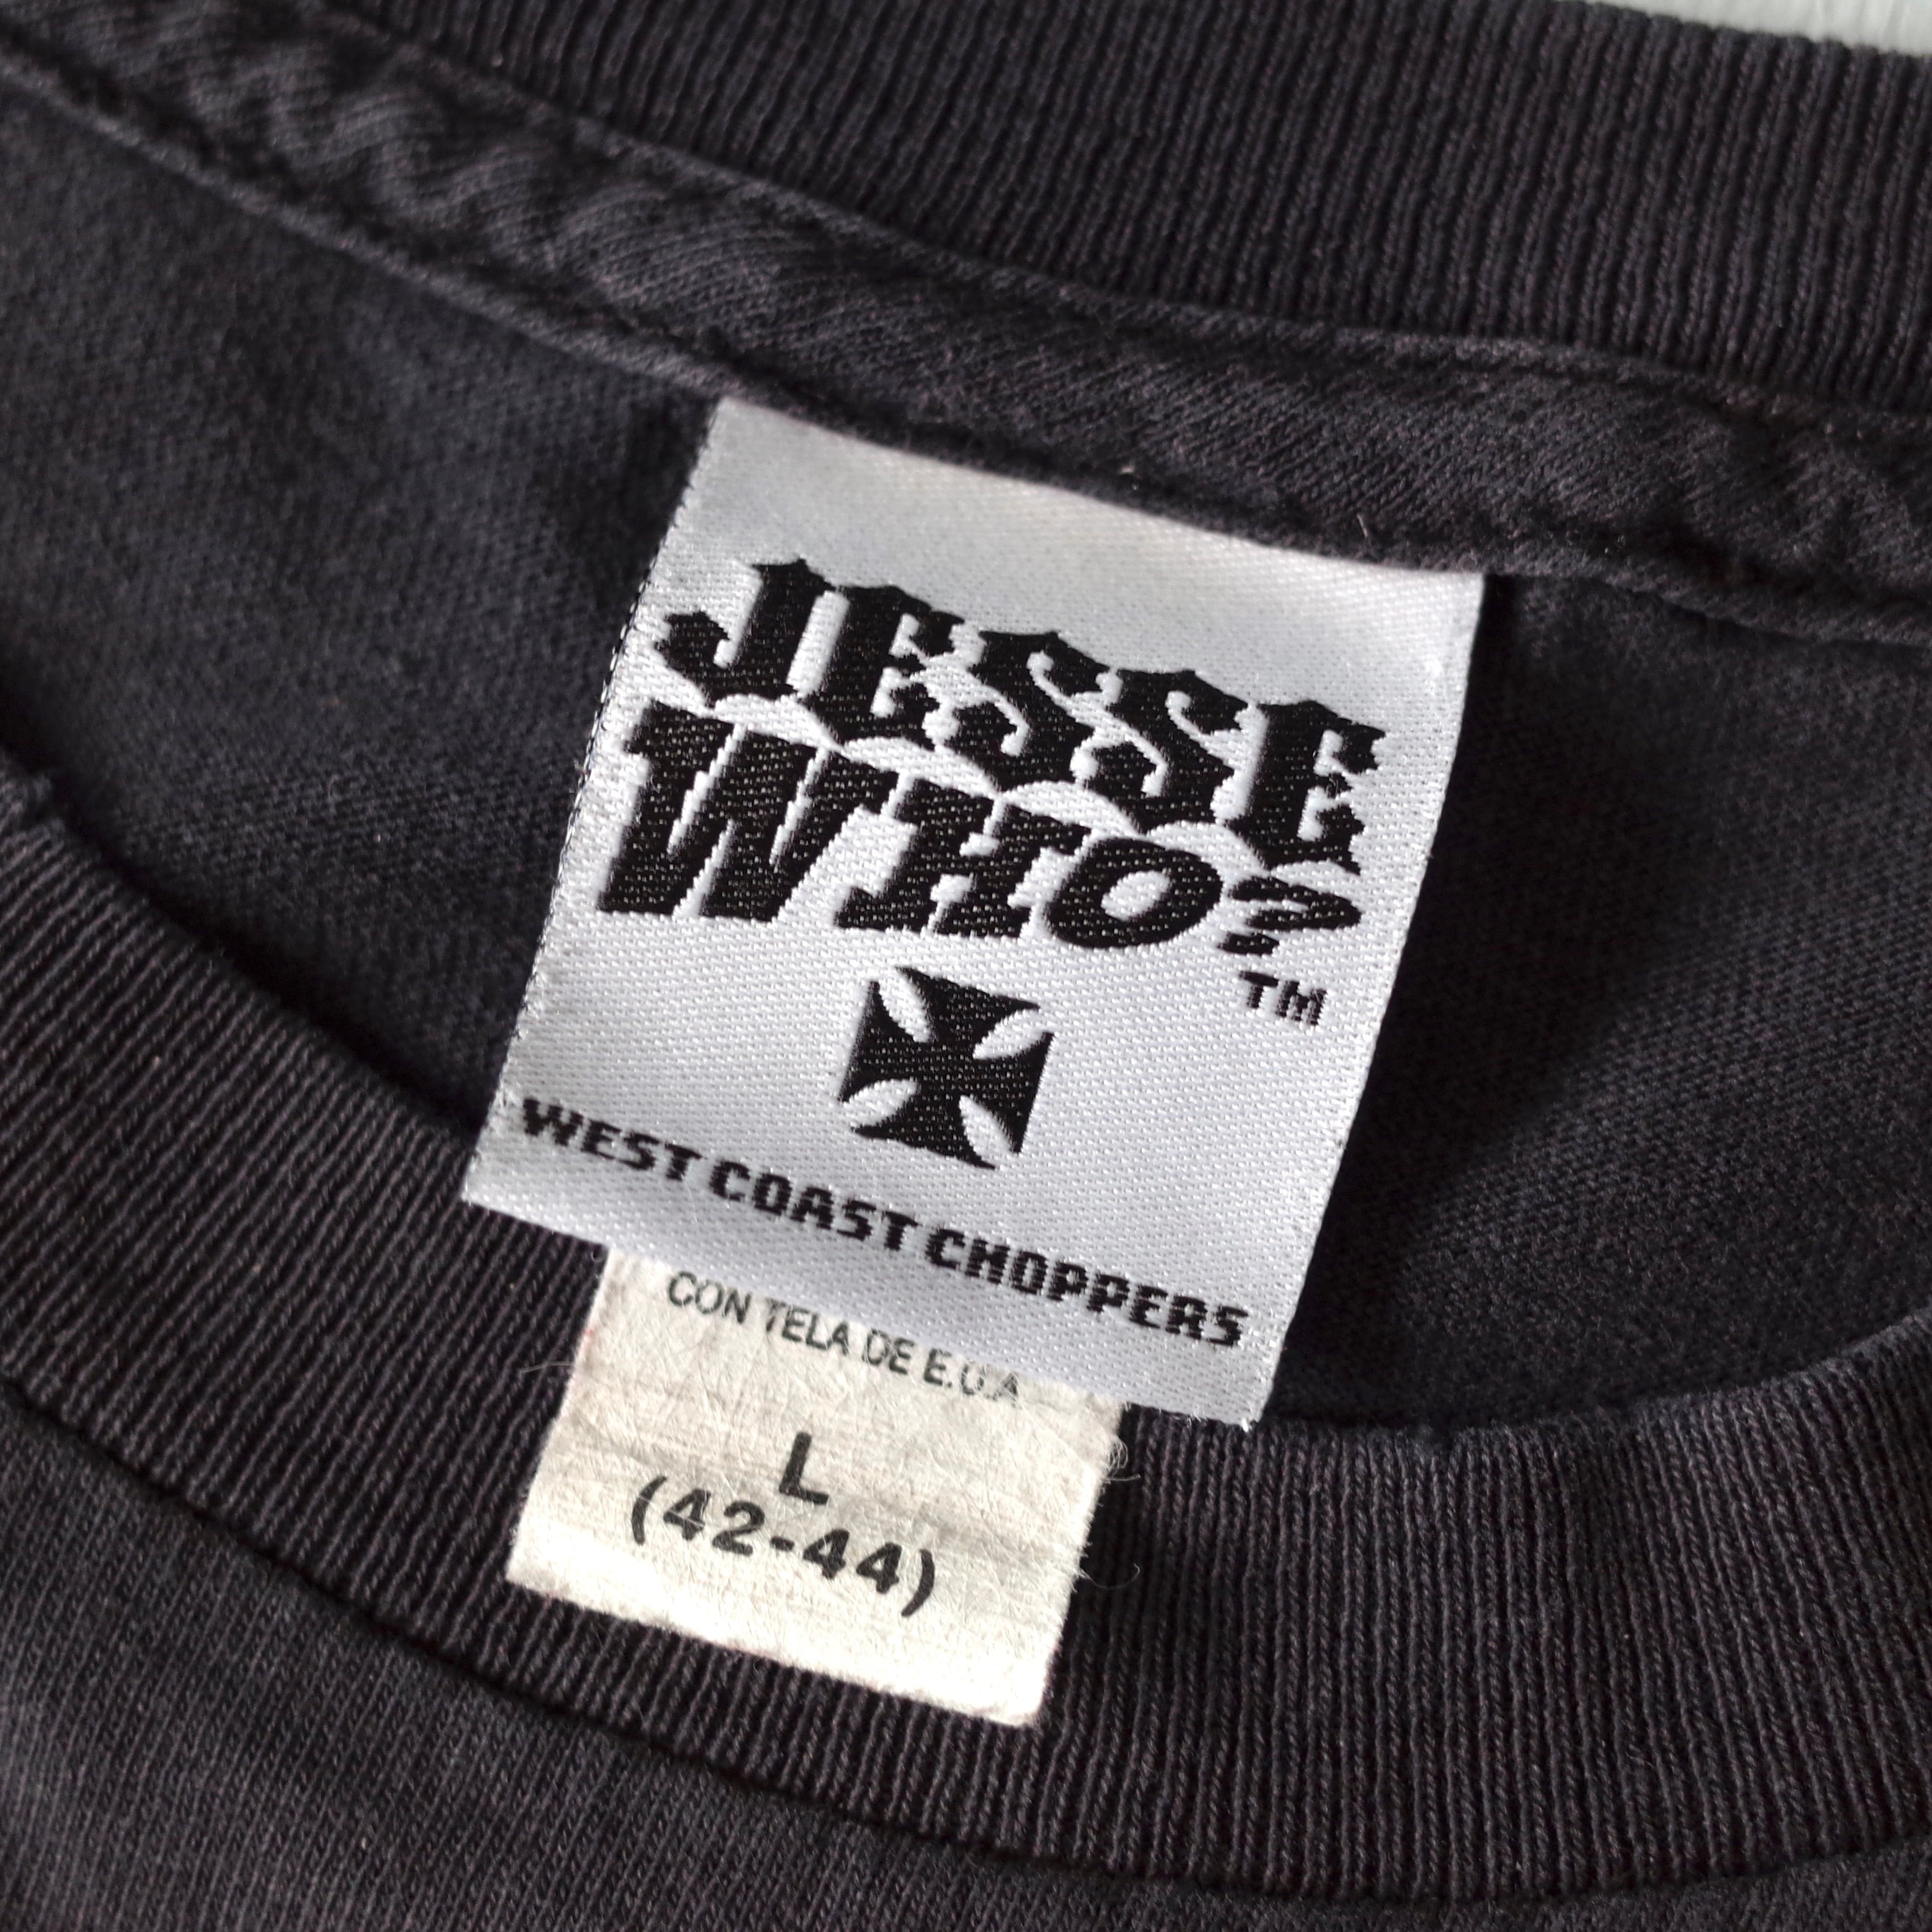 JESSE
WHO?
TM
WEST COAST CHOPPERS
CON TELA DE E.U.A
L
(42-44)